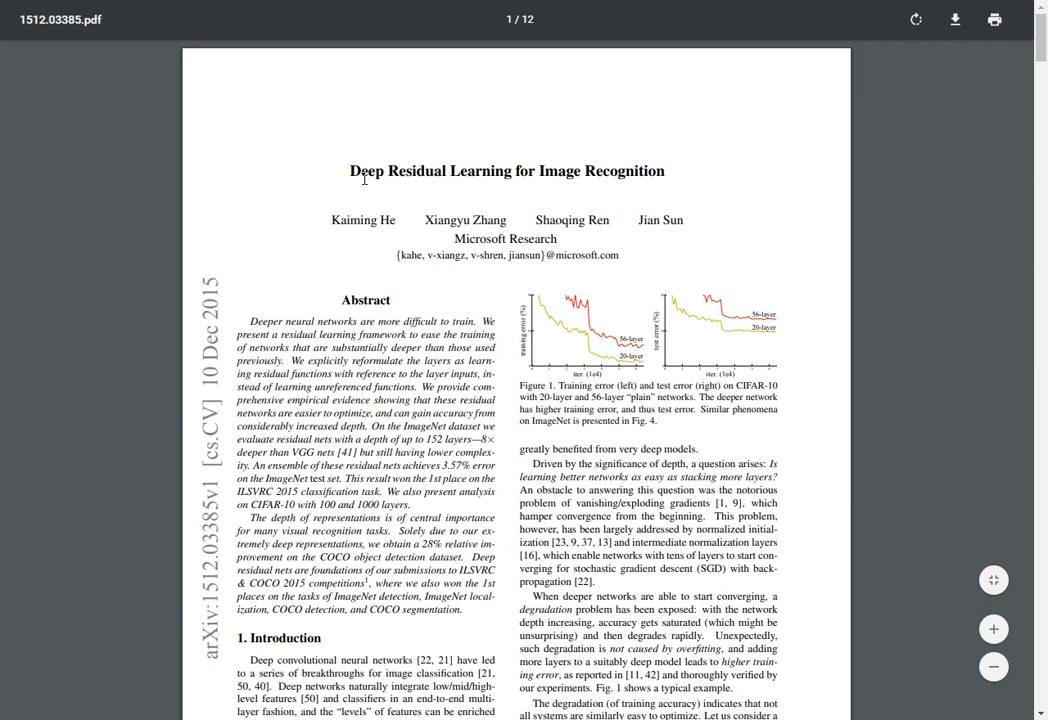 1512.03385.pdf
1 / 12
Deep Residual Learning for Image Recognition
Kaiming He Xiangyu Zhang Shaoqing Ren Jian Sun
Microsoft Research
{kahe, v-xiangz, v-shren, jiansun}@microsoft.com
arXiv:1512.03385v1 [cs.CV] 10 Dec 2015
Abstract
Deeper neural networks are more difficult to train. We
present a residual learning framework to ease the training
of networks that are substantially deeper than those used
previously. We explicitly reformulate the layers as learn-
ing residual functions with reference to the layer inputs, in-
stead of learning unreferenced functions. We provide com-
prehensive empirical evidence showing that these residual
networks are easier to optimize, and can gain accuracy from
considerably increased depth. On the ImageNet dataset we
evaluate residual nets with a depth of up to 152 layers—8×
deeper than VGG nets [41] but still having lower complex-
ity. An ensemble of these residual nets achieves 3.57% error
on the ImageNet test set. This result won the 1st place on the
ILSVRC 2015 classification task. We also present analysis
on CIFAR-10 with 100 and 1000 layers.
The depth of representations is of central importance
for many visual recognition tasks. Solely due to our ex-
tremely deep representations, we obtain a 28% relative im-
provement on the COCO object detection dataset. Deep
residual nets are foundations of our submissions to ILSVRC
& COCO 2015 competitions1, where we also won the 1st
places on the tasks of ImageNet detection, ImageNet local-
ization, COCO detection, and COCO segmentation.
1. Introduction
Deep convolutional neural networks [22, 21] have led
to a series of breakthroughs for image classification [21,
50, 40]. Deep networks naturally integrate low/mid/high-
level features [50] and classifiers in an end-to-end multi-
layer fashion, and the “levels” of features can be enriched
training error (%)
56-layer
20-layer
iter. (1e4)
test error (%)
56-layer
20-layer
iter. (1e4)
Figure 1. Training error (left) and test error (right) on CIFAR-10
with 20-layer and 56-layer “plain” networks. The deeper network
has higher training error, and thus test error. Similar phenomena
on ImageNet is presented in Fig. 4.
greatly benefited from very deep models.
Driven by the significance of depth, a question arises: Is
learning better networks as easy as stacking more layers?
An obstacle to answering this question was the notorious
problem of vanishing/exploding gradients [1, 9], which
hamper convergence from the beginning. This problem,
however, has been largely addressed by normalized initial-
ization [23, 9, 37, 13] and intermediate normalization layers
[16], which enable networks with tens of layers to start con-
verging for stochastic gradient descent (SGD) with back-
propagation [22].
When deeper networks are able to start converging, a
degradation problem has been exposed: with the network
depth increasing, accuracy gets saturated (which might be
unsurprising) and then degrades rapidly. Unexpectedly,
such degradation is not caused by overfitting, and adding
more layers to a suitably deep model leads to higher train-
ing error, as reported in [11, 42] and thoroughly verified by
our experiments. Fig. 1 shows a typical example.
The degradation (of training accuracy) indicates that not
all systems are similarly easy to optimize. Let us consider a